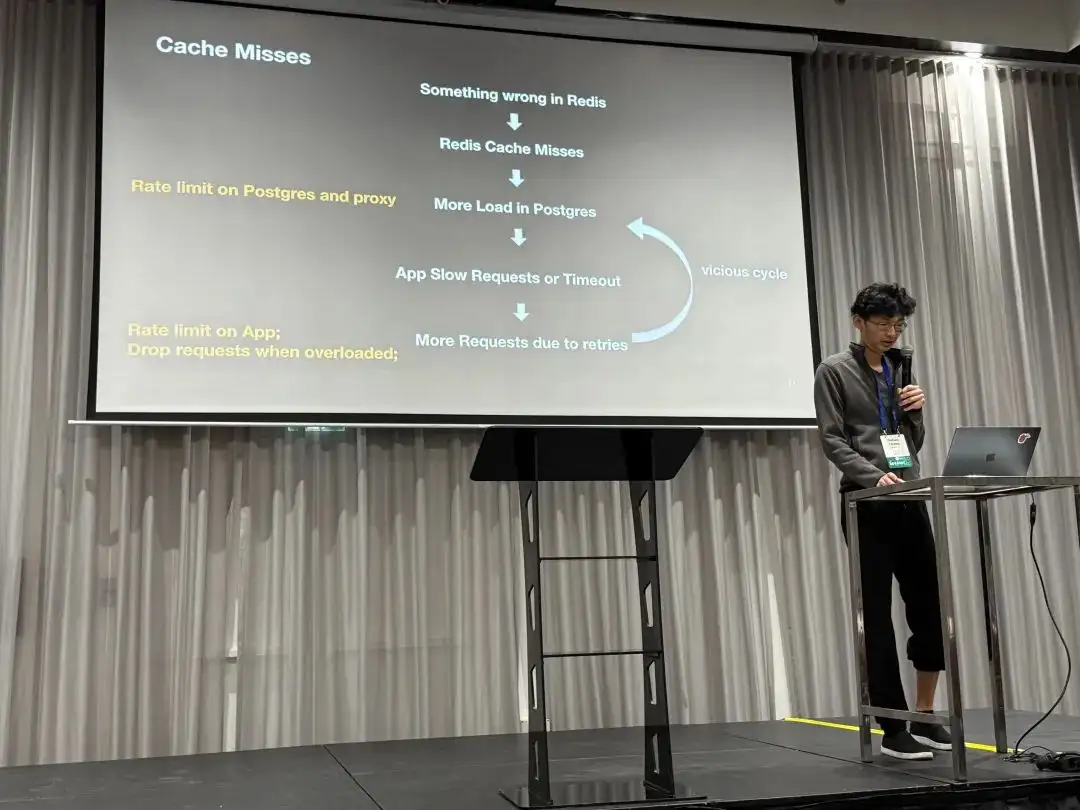 Cache Misses
Something wrong in Redis
Redis Cache Misses
Rate limit on Postgres and proxy
More Load in Postgres
App Slow Requests or Timeout
vicious cycle
Rate limit on App;
Drop requests when overloaded;
More Requests due to retries